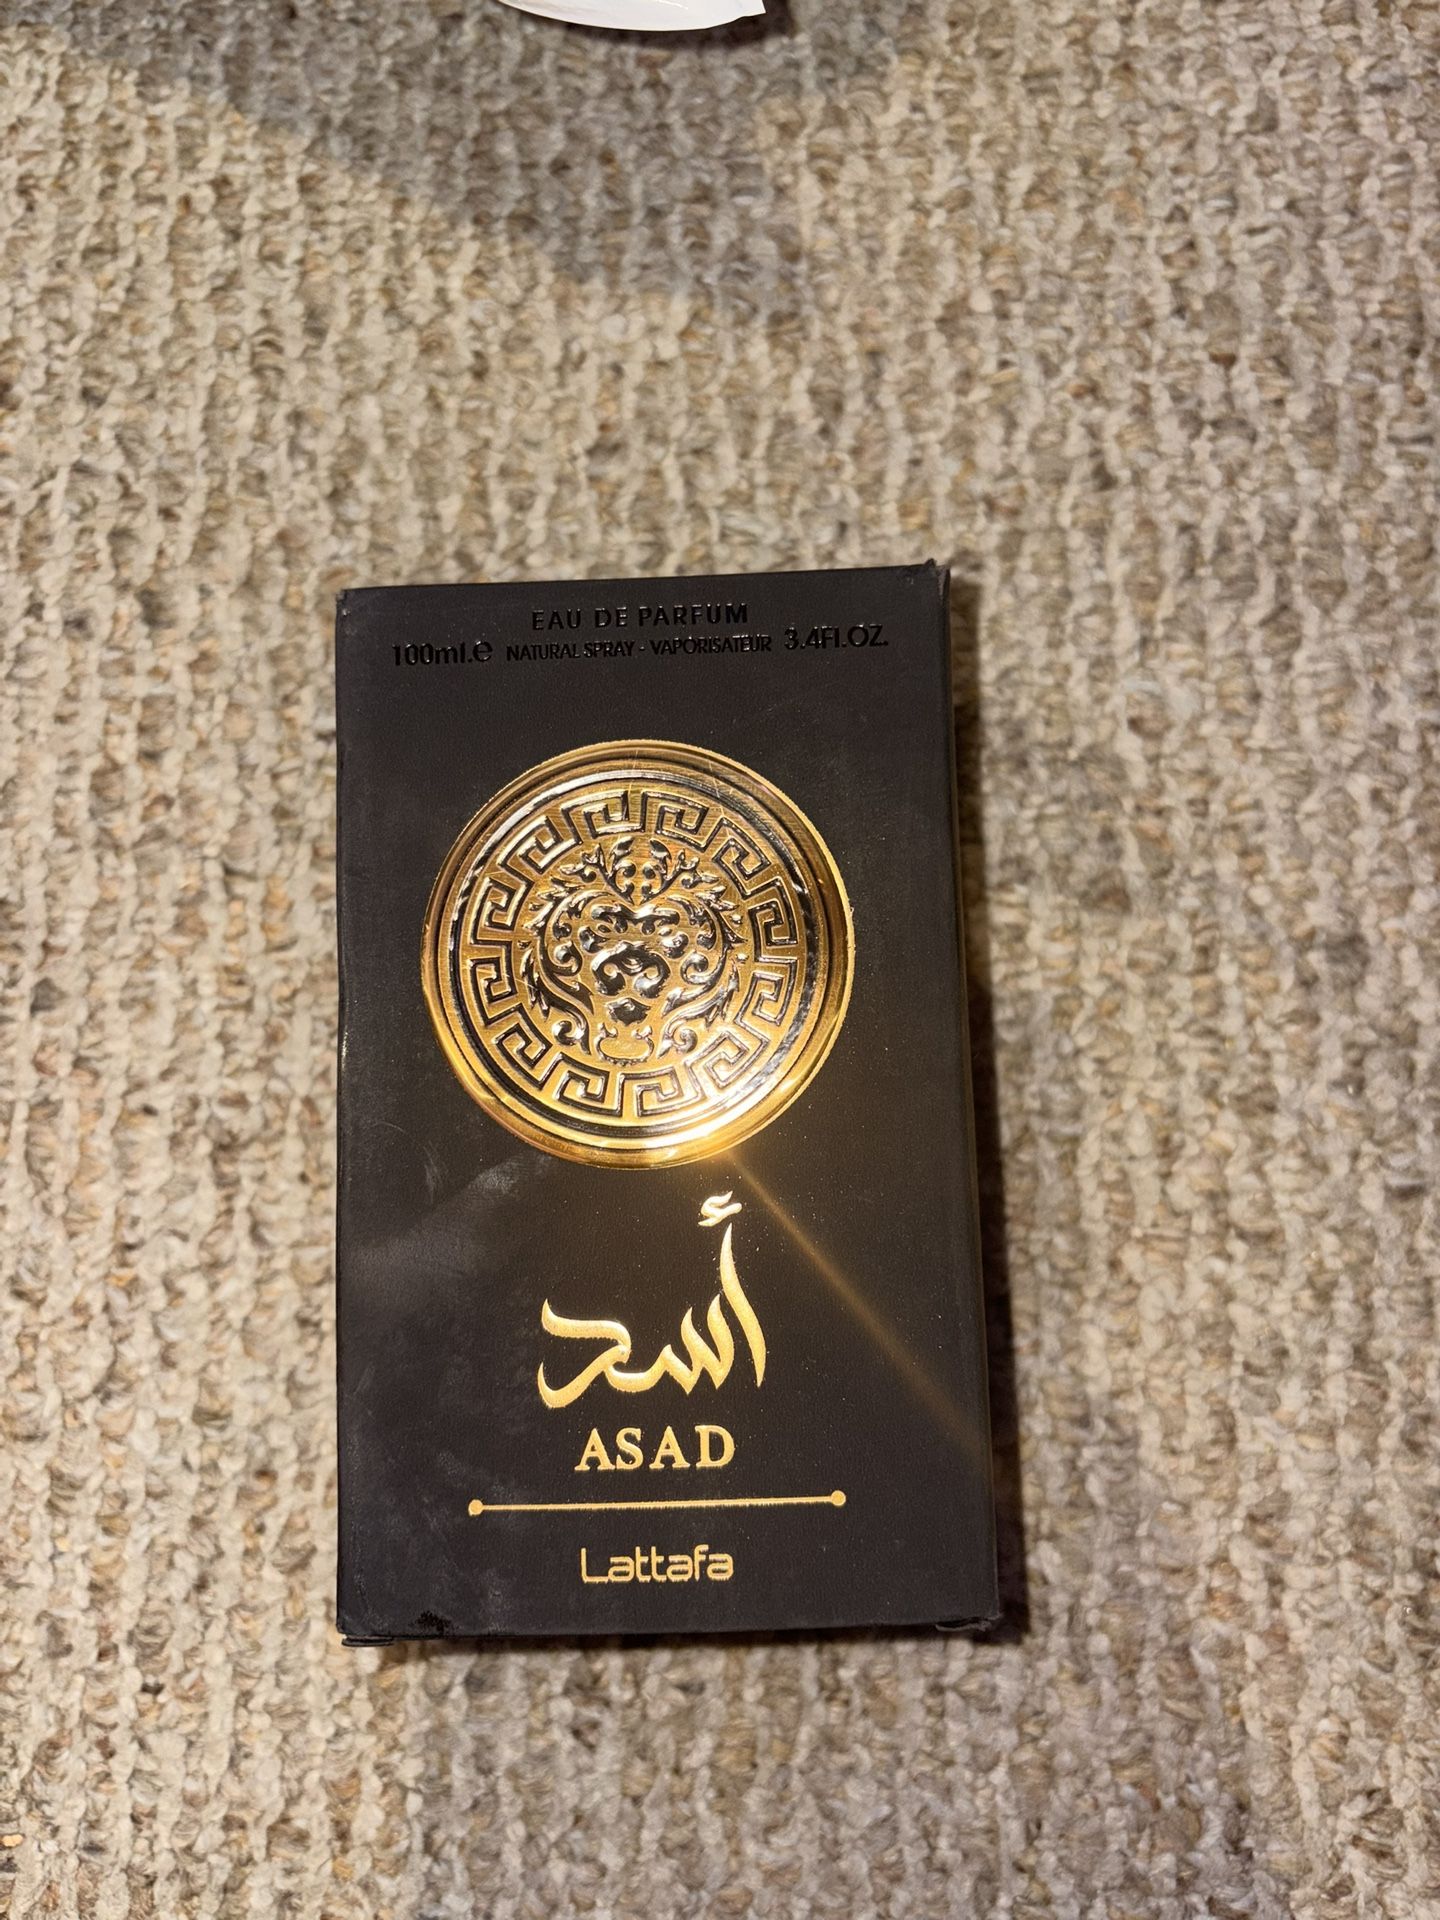 EAU DE PARFUM
100ml.e NATURAL SPRAY - VAPORISATEUR 3.4Fl.OZ.
أسد
ASAD
Lattafa